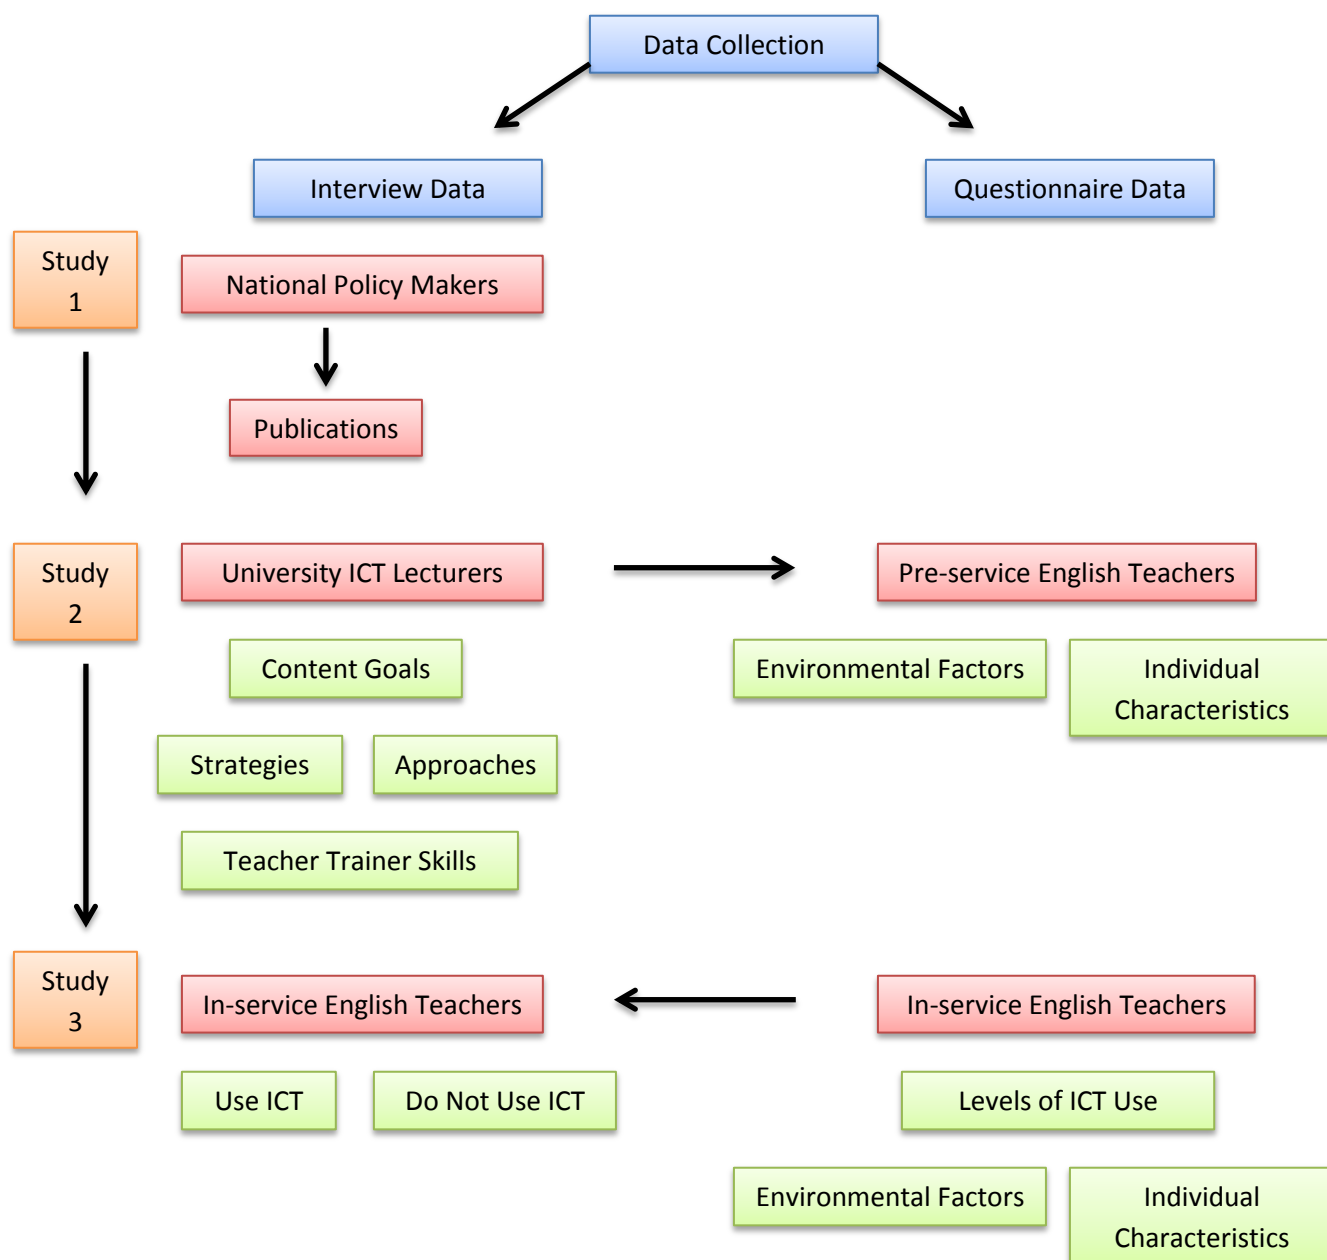 Data Collection
Interview Data
Questionnaire Data
Study
1
National Policy Makers
Publications
Study
2
University ICT Lecturers
Pre-service English Teachers
Content Goals
Environmental Factors
Individual
Characteristics
Strategies
Approaches
Teacher Trainer Skills
Study
3
In-service English Teachers
In-service English Teachers
Use ICT
Do Not Use ICT
Levels of ICT Use
Environmental Factors
Individual
Characteristics